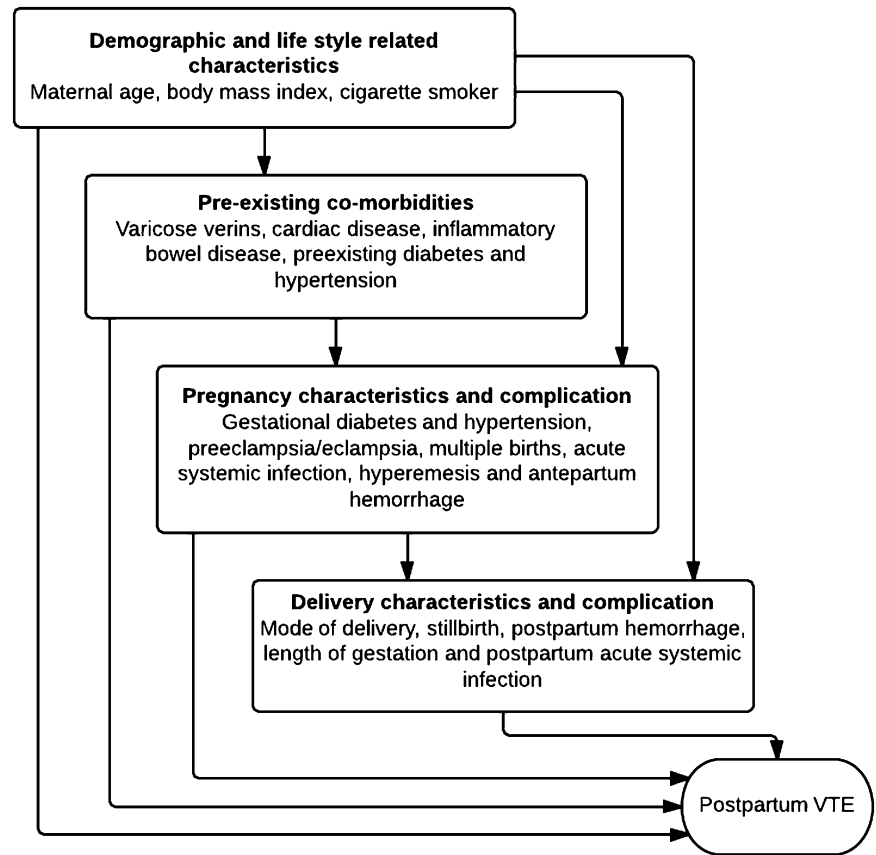 Demographic and life style related
characteristics
Maternal age, body mass index, cigarette smoker
Pre-existing co-morbidities
Varicose verins, cardiac disease, inflammatory
bowel disease, preexisting diabetes and
hypertension
Pregnancy characteristics and complication
Gestational diabetes and hypertension,
preeclampsia/eclampsia, multiple births, acute
systemic infection, hyperemesis and antepartum
hemorrhage
Delivery characteristics and complication
Mode of delivery, stillbirth, postpartum hemorrhage,
length of gestation and postpartum acute systemic
infection
Postpartum VTE